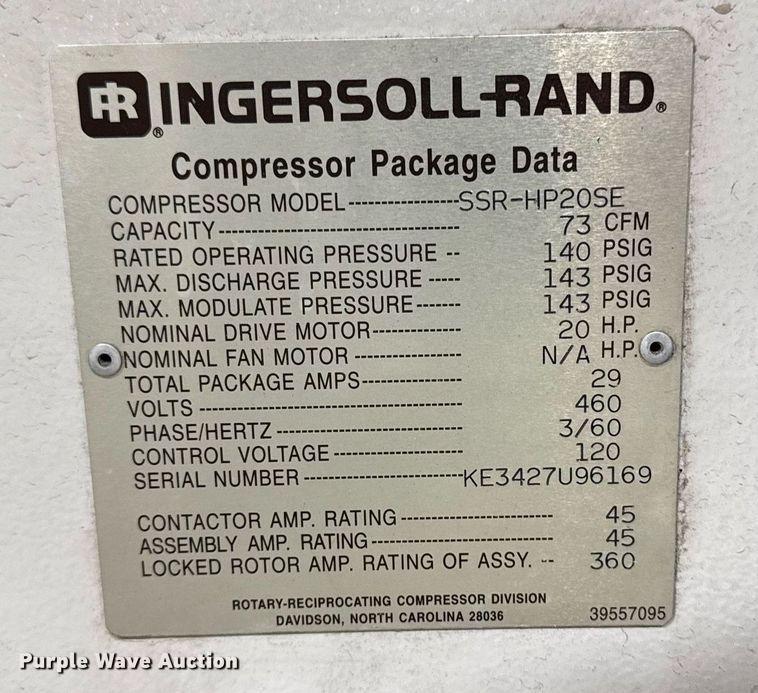 IR® INGERSOLL-RAND®
Compressor Package Data
COMPRESSOR MODEL-----------------SSR-HP20SE
CAPACITY------------------------------------- 73 CFM
RATED OPERATING PRESSURE -- 140 PSIG
MAX. DISCHARGE PRESSURE ----- 143 PSIG
MAX. MODULATE PRESSURE------- 143 PSIG
NOMINAL DRIVE MOTOR-------------- 20 H.P.
NOMINAL FAN MOTOR ---------------- N/A H.P.
TOTAL PACKAGE AMPS---------------- 29
VOLTS ---------------------------------------- 460
PHASE/HERTZ ----------------------------- 3/60
CONTROL VOLTAGE -------------------- 120
SERIAL NUMBER ------------------------KE3427U96169
CONTACTOR AMP. RATING ----------------------- 45
ASSEMBLY AMP. RATING--------------------------- 45
LOCKED ROTOR AMP. RATING OF ASSY. -- 360
ROTARY-RECIPROCATING COMPRESSOR DIVISION
DAVIDSON, NORTH CAROLINA 28036 39557095
Purple Wave Auction